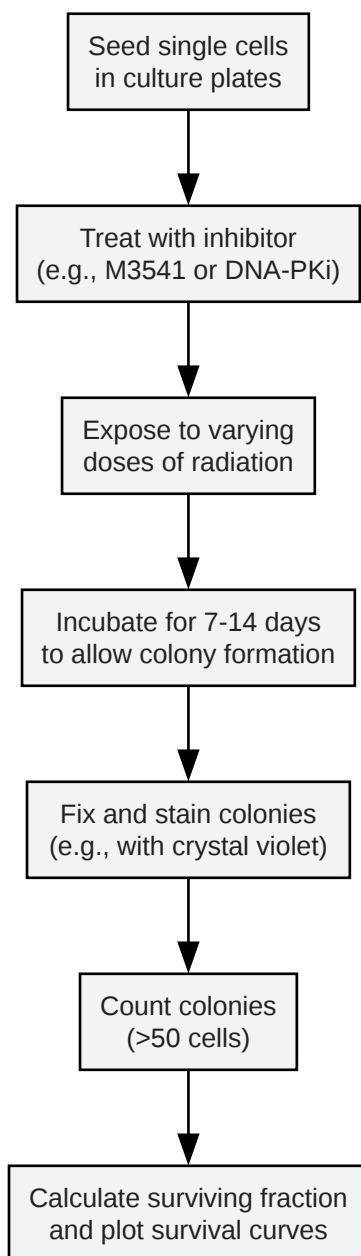 Seed single cells
in culture plates
Treat with inhibitor
(e.g., M3541 or DNA-PKi)
Expose to varying
doses of radiation
Incubate for 7-14 days
to allow colony formation
Fix and stain colonies
(e.g., with crystal violet)
Count colonies
(>50 cells)
Calculate surviving fraction
and plot survival curves